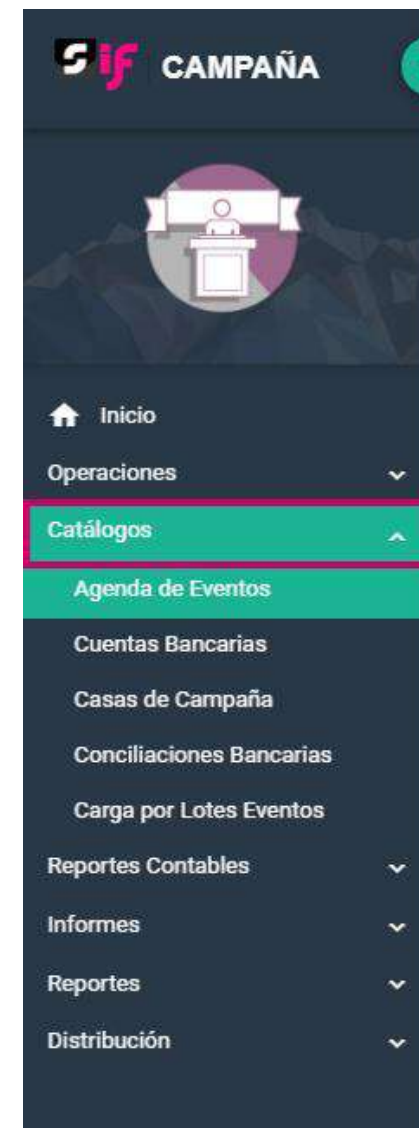 sif CAMPAÑA
Inicio
Operaciones
Catálogos
Agenda de Eventos
Cuentas Bancarias
Casas de Campaña
Conciliaciones Bancarias
Carga por Lotes Eventos
Reportes Contables
Informes
Reportes
Distribución